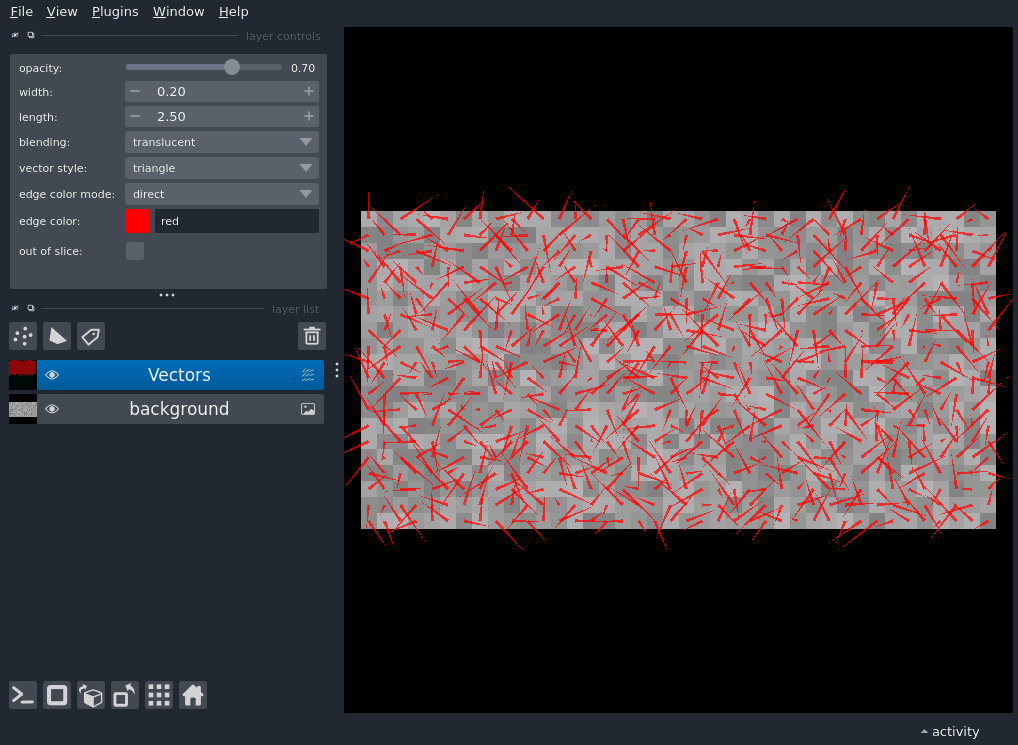 File View Plugins Window Help
layer controls
opacity: 0.70
width: 0.20
length: 2.50
blending: translucent
vector style: triangle
edge color mode: direct
edge color: red
out of slice:
layer list
Vectors
background
activity